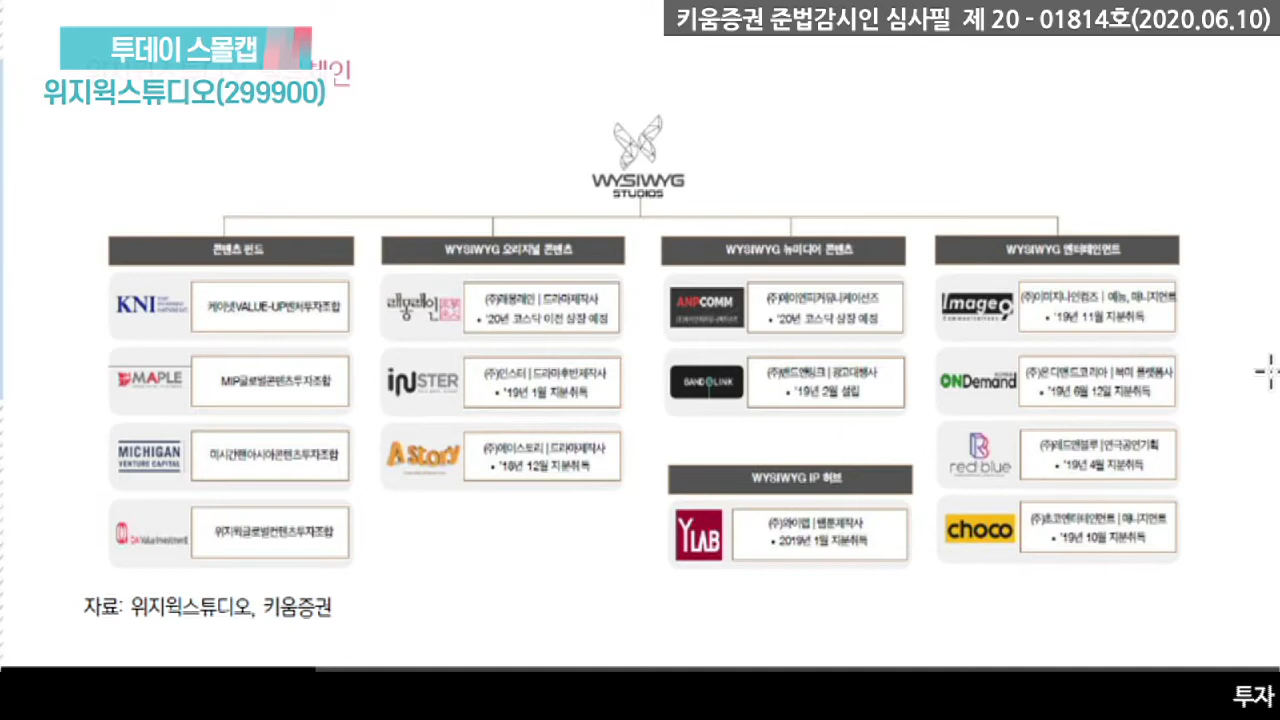 키움증권 준법감시인 심사필 제 20 - 01814호(2020.06.10)
투데이 스몰캡
위지윅스튜디오(299900)
WYSIWYG
STUDIOS
콘텐츠 펀드
KNI
케이넷VALUE-UP벤처투자조합
MAPLE
MIP글로벌콘텐츠투자조합
MICHIGAN
VENTURE CAPITAL
미시간팬아시아콘텐츠투자조합
Value Investment
위지윅글로벌컨텐츠투자조합
WYSIWYG 오리지널 콘텐츠
래몽래인
(주)래몽래인 | 드라마제작사
• '20년 코스닥 이전 상장 예정
INSTER
(주)인스터 | 드라마후반제작사
• '19년 1월 지분취득
A Story
(주)에이스토리 | 드라마제작사
• '18년 12월 지분취득
WYSIWYG 뉴미디어 콘텐츠
ANPCOMM
(주)에이앤피커뮤니케이션즈
• '20년 코스닥 상장 예정
BAND & LINK
(주)밴드앤링크 | 광고대행사
• '19년 2월 설립
WYSIWYG IP 허브
YLAB
(주)와이랩 | 웹툰제작사
• 2019년 1월 지분취득
WYSIWYG 엔터테인먼트
Image9
Communications
(주)이미지나인컴즈 | 예능, 매니지먼트
• '19년 11월 지분취득
ONDemand
(주)온디맨드코리아 | 북미 플랫폼사
• '19년 6월 12월 지분취득
red blue
(주)레드앤블루 | 연극공연기획
• '19년 4월 지분취득
choco
(주)초코엔터테인먼트 | 매니지먼트
• '19년 10월 지분취득
자료: 위지윅스튜디오, 키움증권
투자